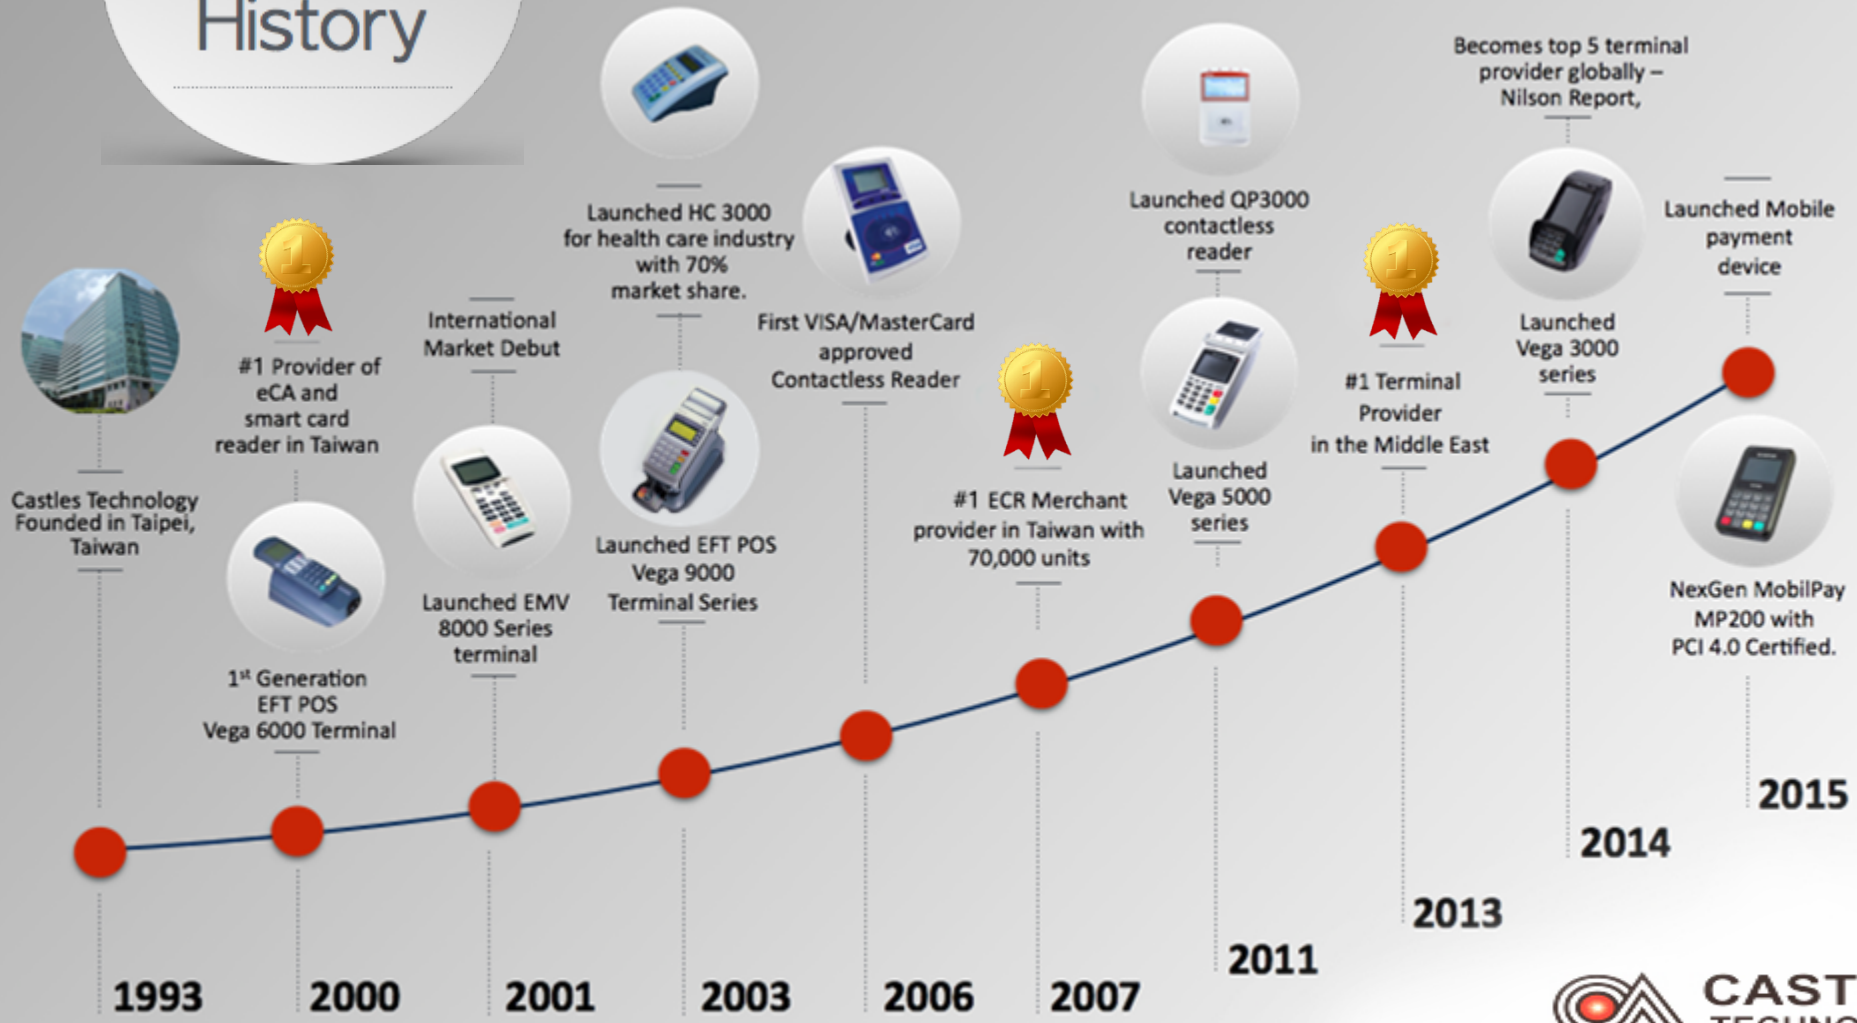 History
Castles Technology
Founded in Taipei,
Taiwan
1993
#1 Provider of
eCA and
smart card
reader in Taiwan
1st Generation
EFT POS
Vega 6000 Terminal
2000
International
Market Debut
Launched EMV
8000 Series
terminal
2001
Launched HC 3000
for health care industry
with 70%
market share.
Launched EFT POS
Vega 9000
Terminal Series
2003
First VISA/MasterCard
approved
Contactless Reader
2006
1
#1 ECR Merchant
provider in Taiwan with
70,000 units
2007
Launched QP3000
contactless
reader
Launched
Vega 5000
series
2011
1
#1 Terminal
Provider
in the Middle East
2013
Becomes top 5 terminal
provider globally –
Nilson Report,
Launched
Vega 3000
series
2014
Launched Mobile
payment
device
NexGen MobilPay
MP200 with
PCI 4.0 Certified.
2015
1
CAST